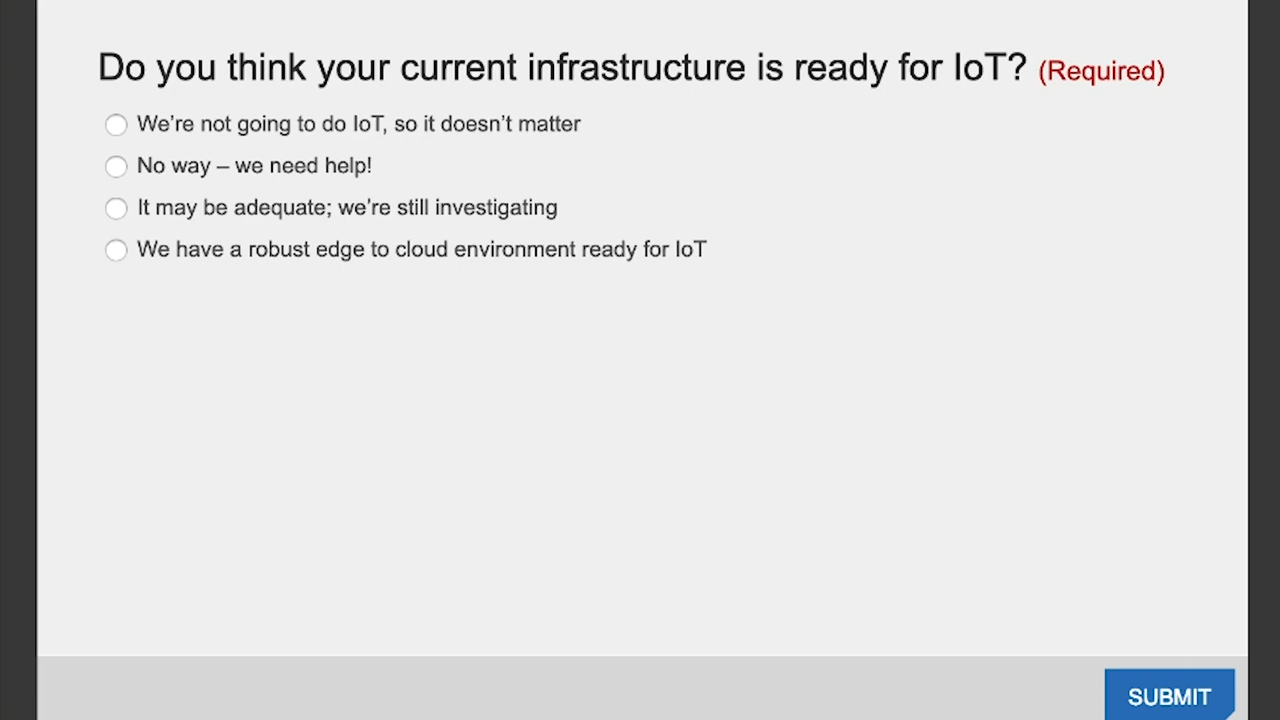 Do you think your current infrastructure is ready for IoT? (Required)
We’re not going to do IoT, so it doesn’t matter
No way – we need help!
It may be adequate; we’re still investigating
We have a robust edge to cloud environment ready for IoT
SUBMIT